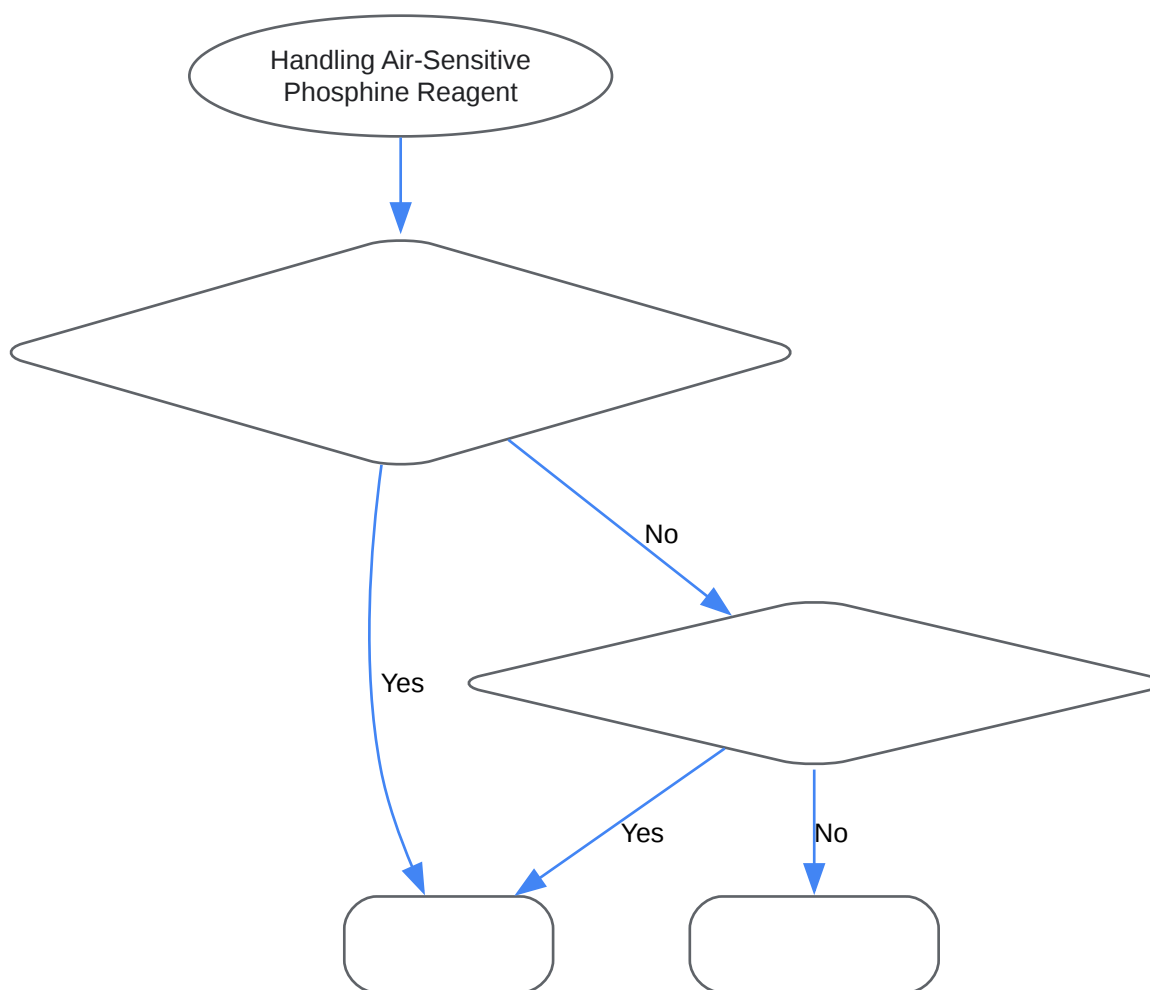 Handling Air-Sensitive
Phosphine Reagent
No
Yes
Yes
No